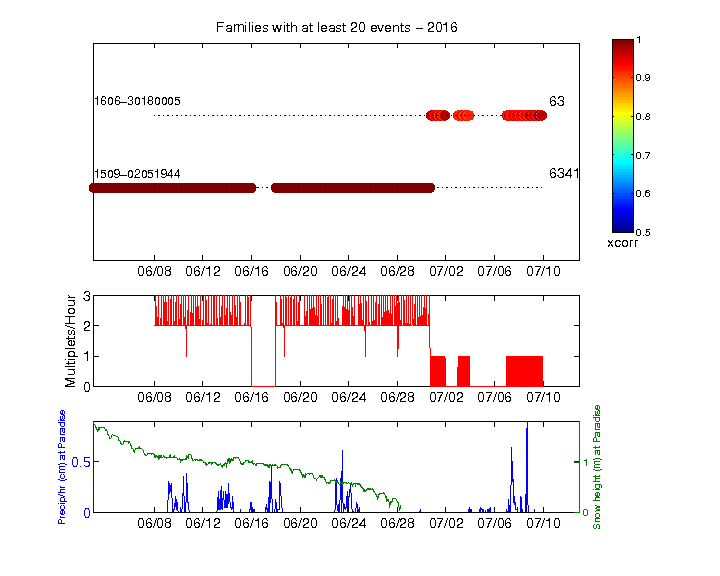 Families with at least 20 events – 2016
1606–30180005
63
1509–02051944
6341
06/08 06/12 06/16 06/20 06/24 06/28 07/02 07/06 07/10
1
0.9
0.8
0.7
0.6
0.5
xcorr
Multiplets/Hour
3
2
1
0
06/08 06/12 06/16 06/20 06/24 06/28 07/02 07/06 07/10
Precip/hr (cm) at Paradise
0.5
0
1
0
Snow height (m) at Paradise
06/08 06/12 06/16 06/20 06/24 06/28 07/02 07/06 07/10